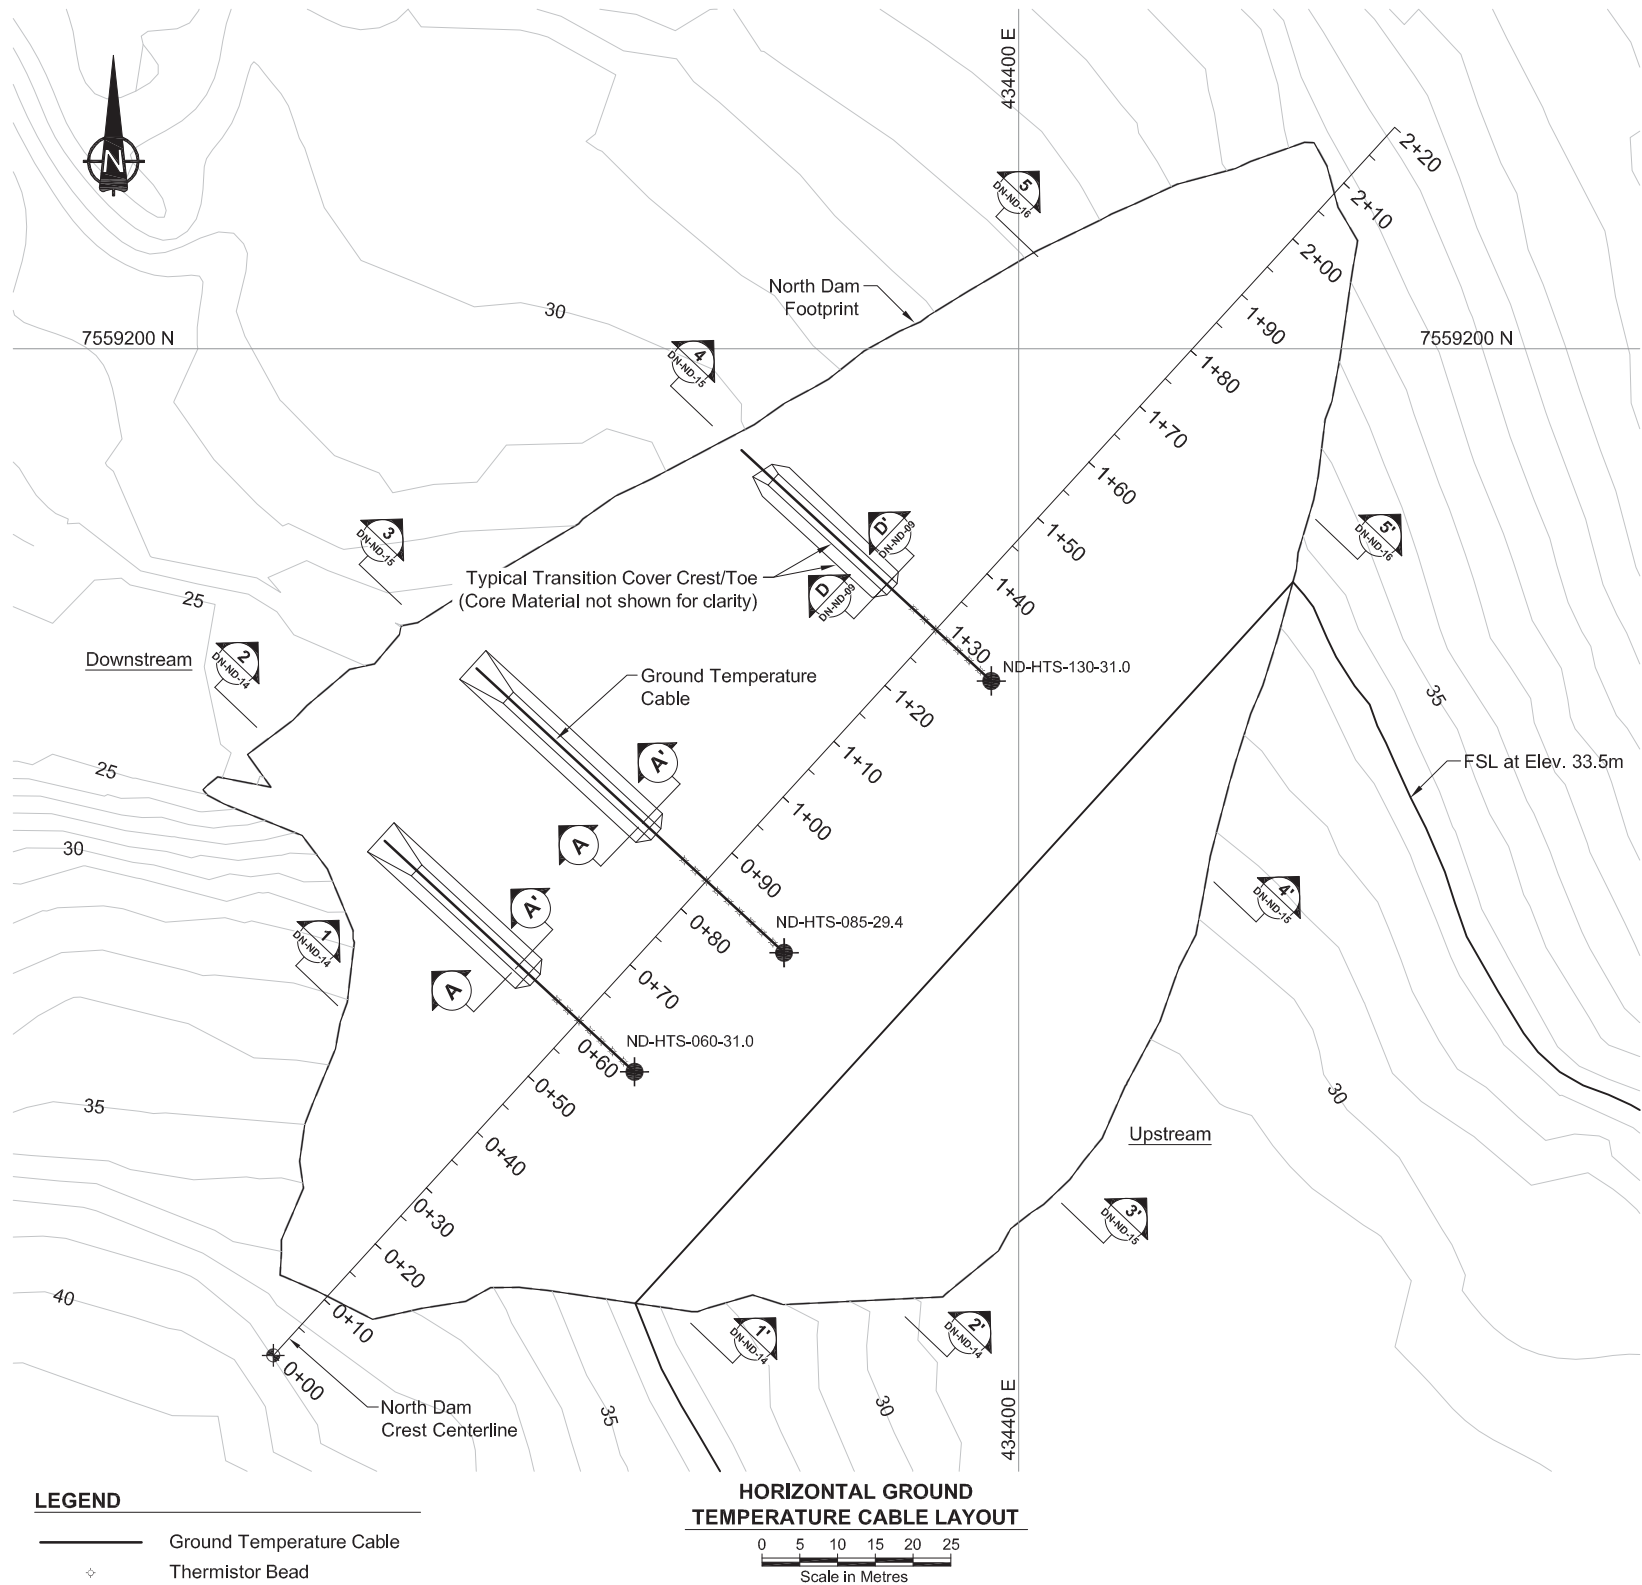 434400 E
N
2+20
5
DN-ND-16
2+10
2+00
North Dam
Footprint
30
1+90
7559200 N
7559200 N
4
DN-ND-15
1+80
1+70
1+60
3
DN-ND-15
D'
DN-ND-09
5'
DN-ND-16
1+50
Typical Transition Cover Crest/Toe
(Core Material not shown for clarity)
D
DN-ND-09
1+40
25
1+30
Downstream
2
DN-ND-14
ND-HTS-130-31.0
Ground Temperature
Cable
35
1+20
1+10
A'
25
FSL at Elev. 33.5m
1+00
A
30
0+90
4'
DN-ND-15
A'
ND-HTS-085-29.4
0+80
1
DN-ND-14
A
0+70
ND-HTS-060-31.0
0+60
0+50
30
35
Upstream
0+40
0+30
3'
DN-ND-15
0+20
40
0+10
1'
DN-ND-14
2'
DN-ND-14
0+00
North Dam
Crest Centerline
35
30
434400 E
LEGEND
Ground Temperature Cable
Thermistor Bead
HORIZONTAL GROUND
TEMPERATURE CABLE LAYOUT
0 5 10 15 20 25
Scale in Metres